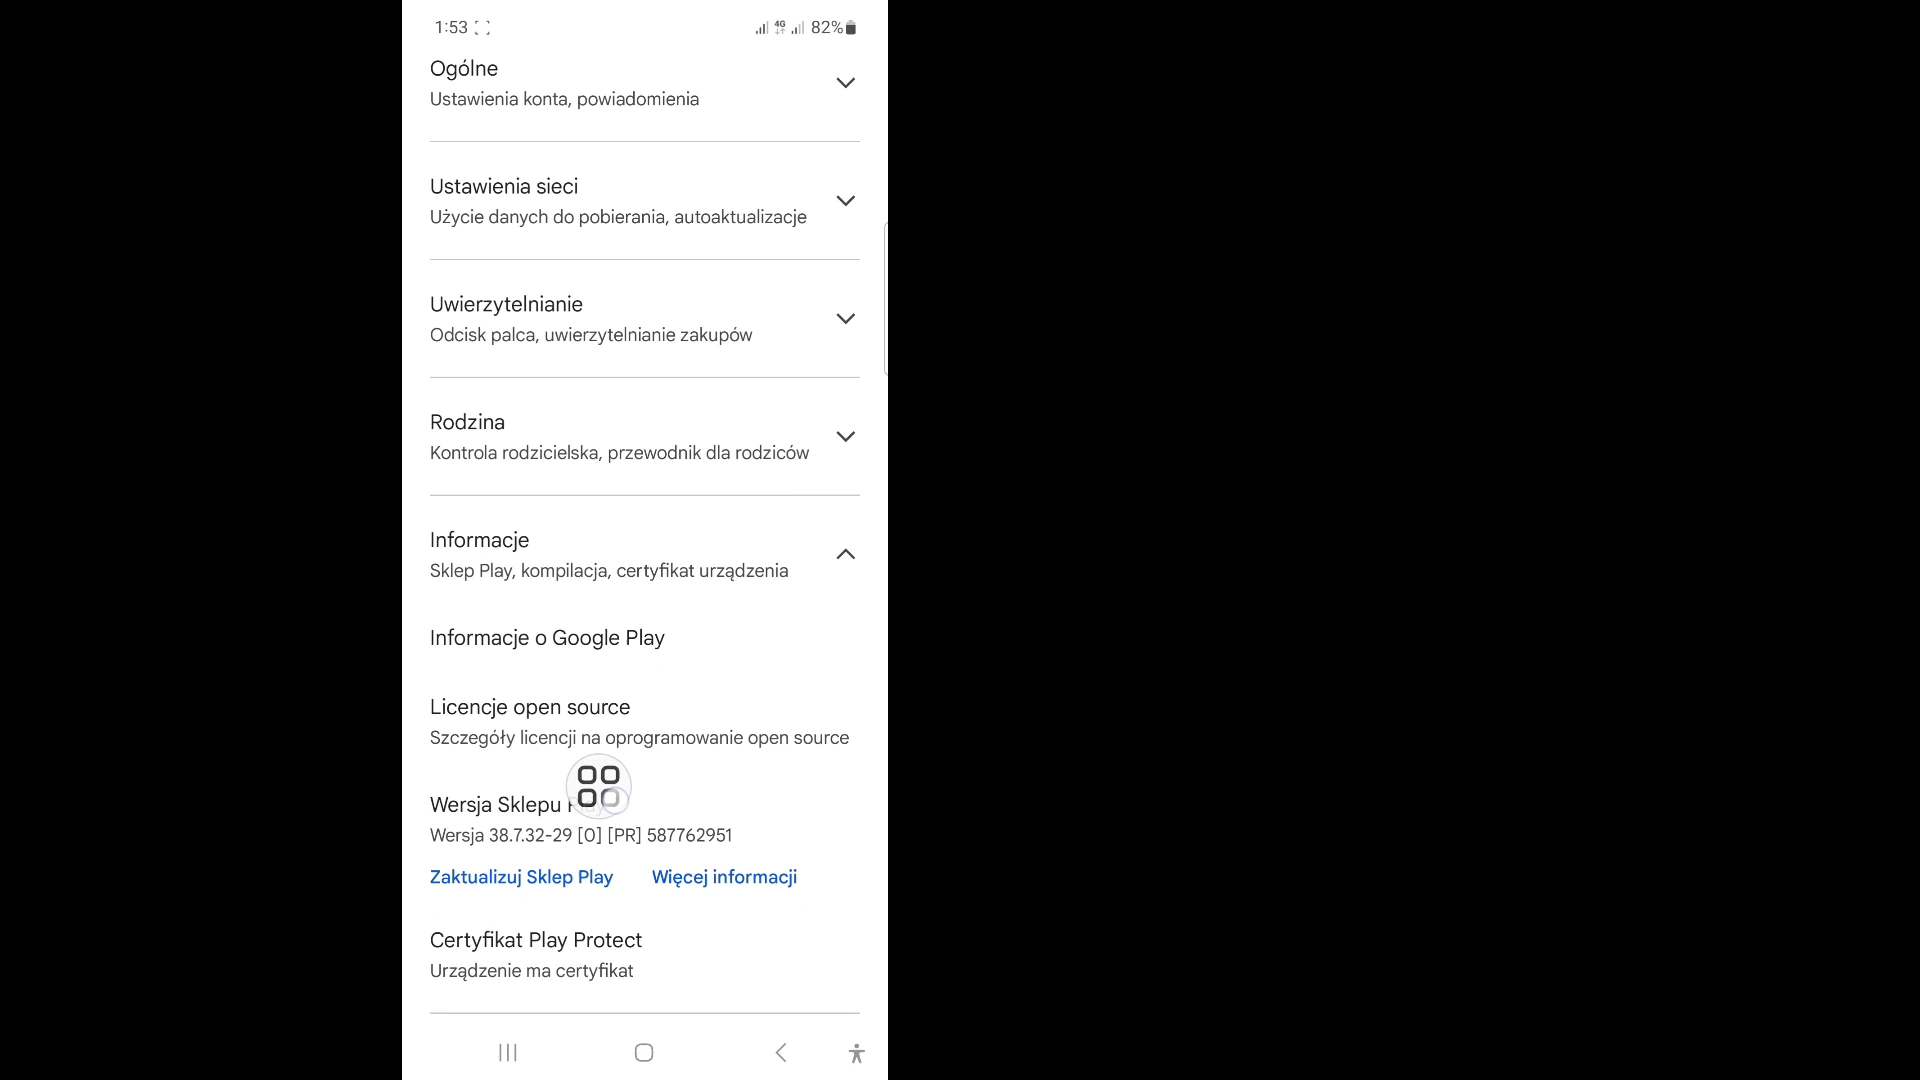 1:53 4G 82%
Ogólne
Ustawienia konta, powiadomienia
Ustawienia sieci
Użycie danych do pobierania, autoaktualizacje
Uwierzytelnianie
Odcisk palca, uwierzytelnianie zakupów
Rodzina
Kontrola rodzicielska, przewodnik dla rodziców
Informacje
Sklep Play, kompilacja, certyfikat urządzenia
Informacje o Google Play
Licencje open source
Szczegóły licencji na oprogramowanie open source
Wersja Sklepu
Wersja 38.7.32-29 [0] [PR] 587762951
Zaktualizuj Sklep Play Więcej informacji
Certyfikat Play Protect
Urządzenie ma certyfikat